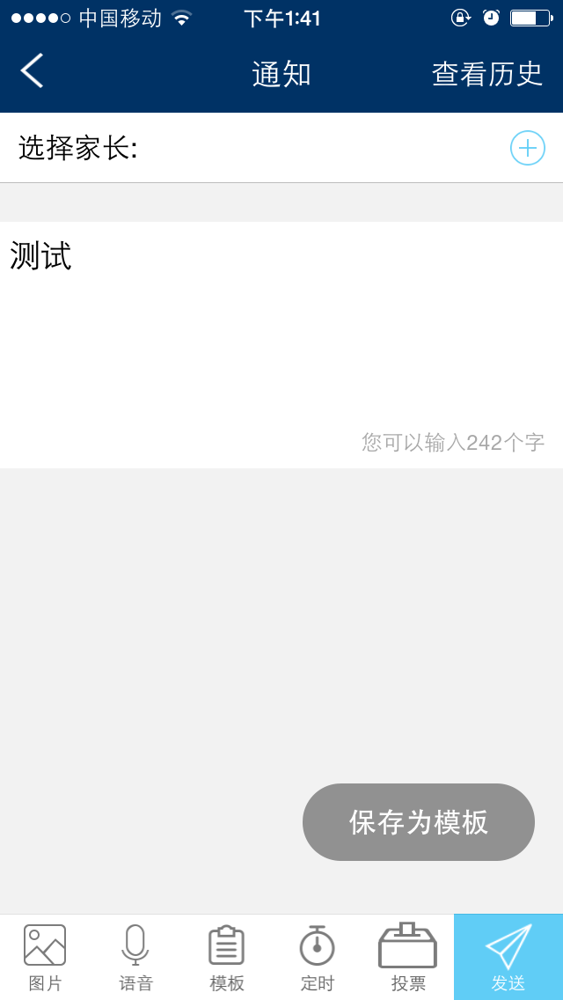 中国移动 下午1:41
通知 查看历史
选择家长:
测试
您可以输入242个字
保存为模板
图片 语音 模板 定时 投票 发送